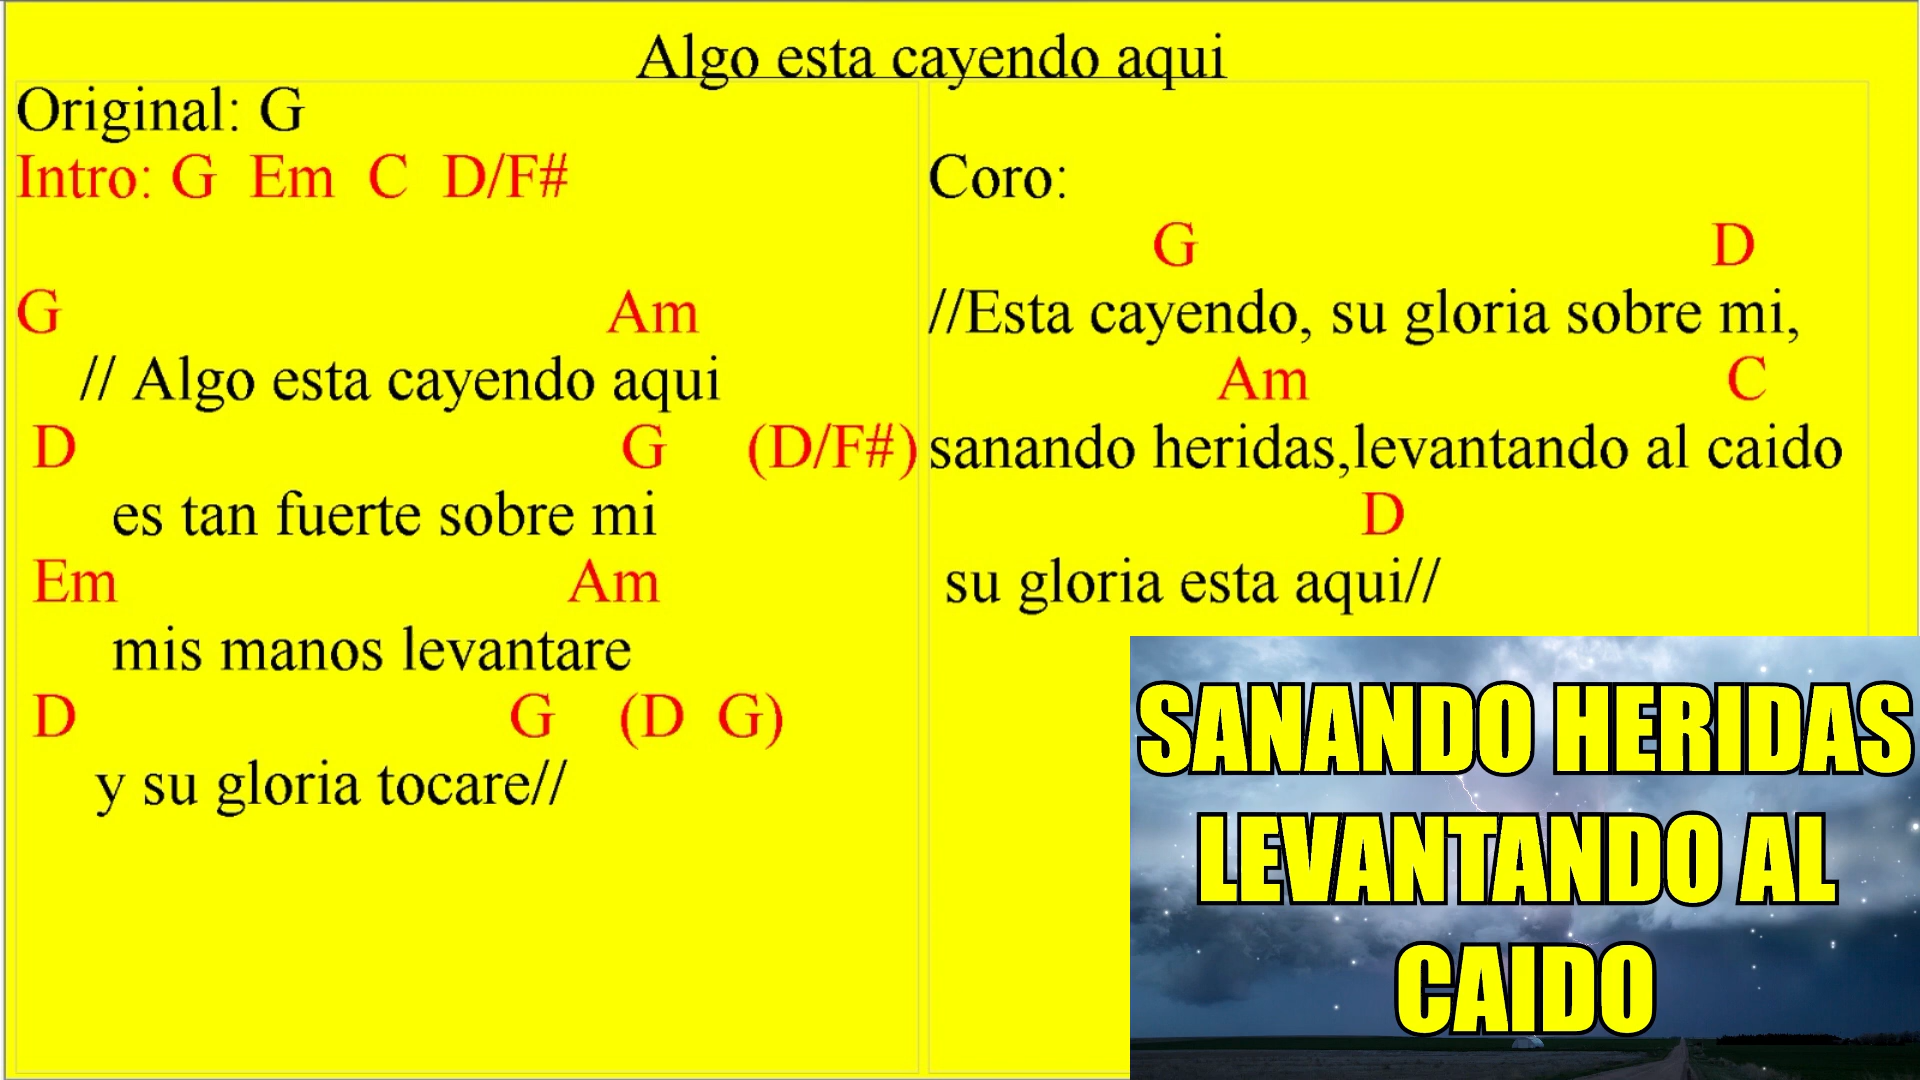 Algo esta cayendo aqui
Original: G
Intro: G Em C D/F#
G Am
// Algo esta cayendo aqui
D G (D/F#)
es tan fuerte sobre mi
Em Am
mis manos levantare
D G (D G)
y su gloria tocare//
Coro:
G D
//Esta cayendo, su gloria sobre mi,
Am C
sanando heridas,levantando al caido
D
su gloria esta aqui//
SANANDO HERIDAS
LEVANTANDO AL
CAIDO